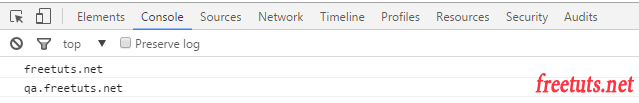 Elements Console Sources Network Timeline Profiles Resources Security Audits
top Preserve log
freetuts.net
qa.freetuts.net
freetuts.net